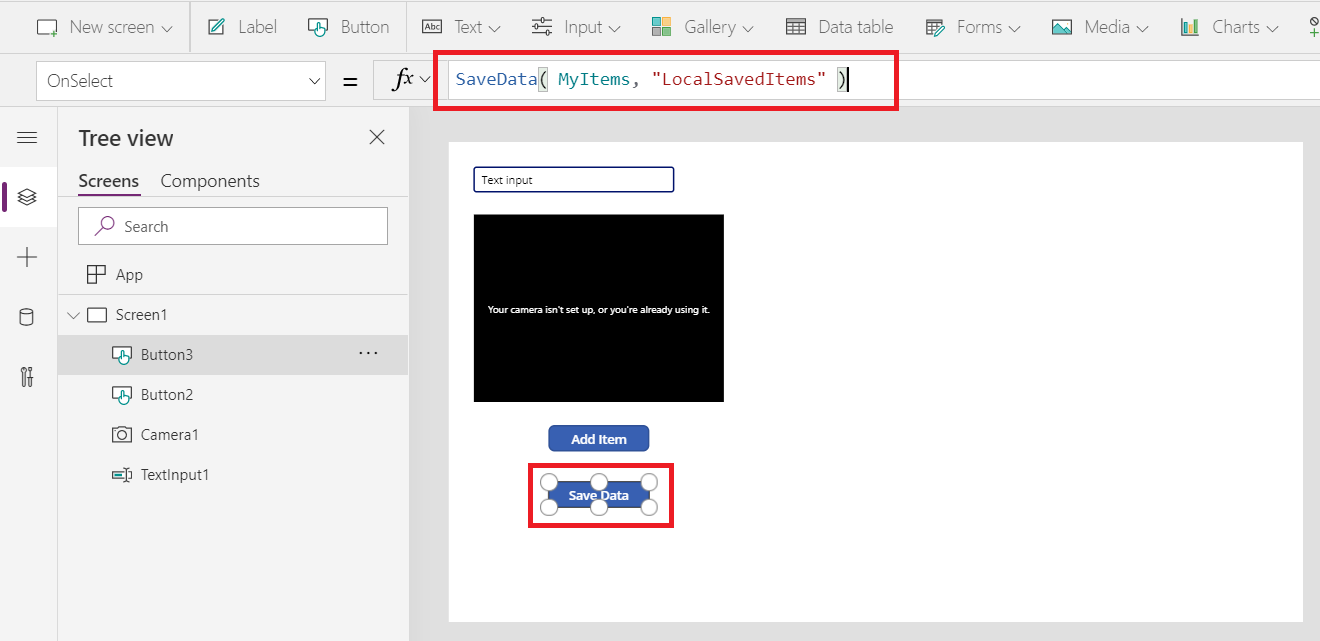 New screen
Label
Button
Abc
Text
Input
Gallery
Data table
Forms
Media
Charts
OnSelect
=
fx
SaveData( MyItems, "LocalSavedItems" )
Tree view
Screens
Components
Search
App
Screen1
Button3
...
Button2
Camera1
TextInput1
Text input
Your camera isn't set up, or you're already using it.
Add Item
Save Data